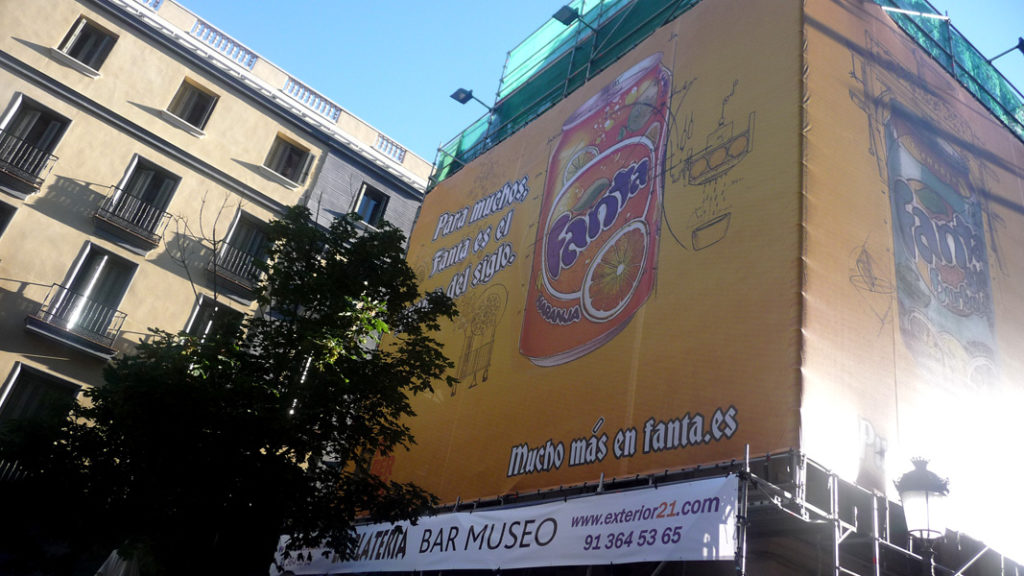 Para muchos,
Fanta es el
del siglo.
Fanta
NARANJA
Fanta
Mucho más en fanta.es
BAR MUSEO
www.exterior21.com
91 364 53 65